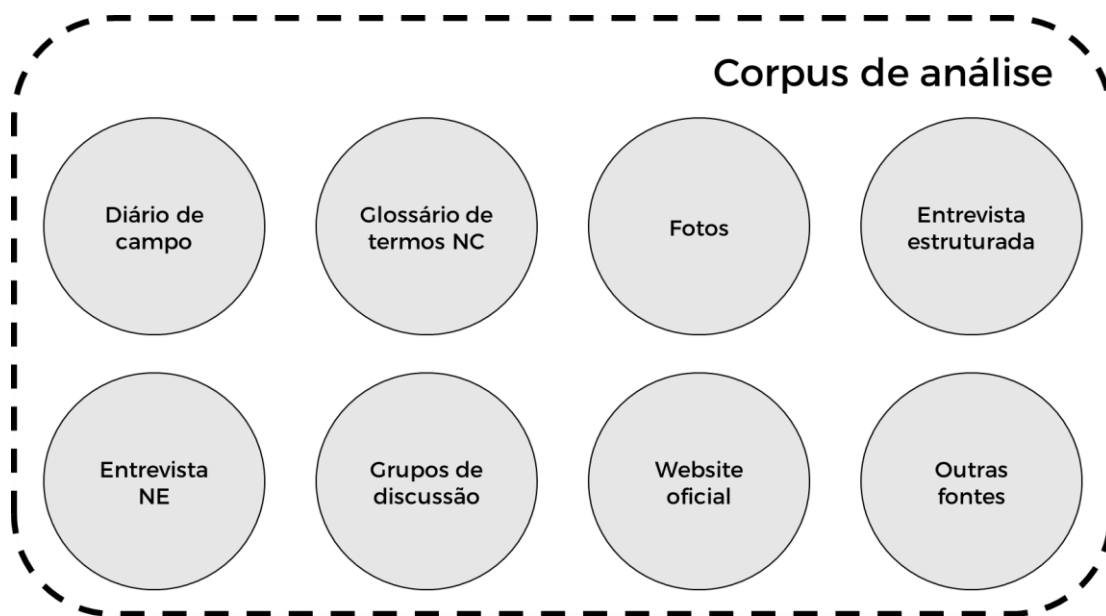 Corpus de análise
Diário de
campo
Glossário de
termos NC
Fotos
Entrevista
estruturada
Entrevista
NE
Grupos de
discussão
Website
oficial
Outras
fontes